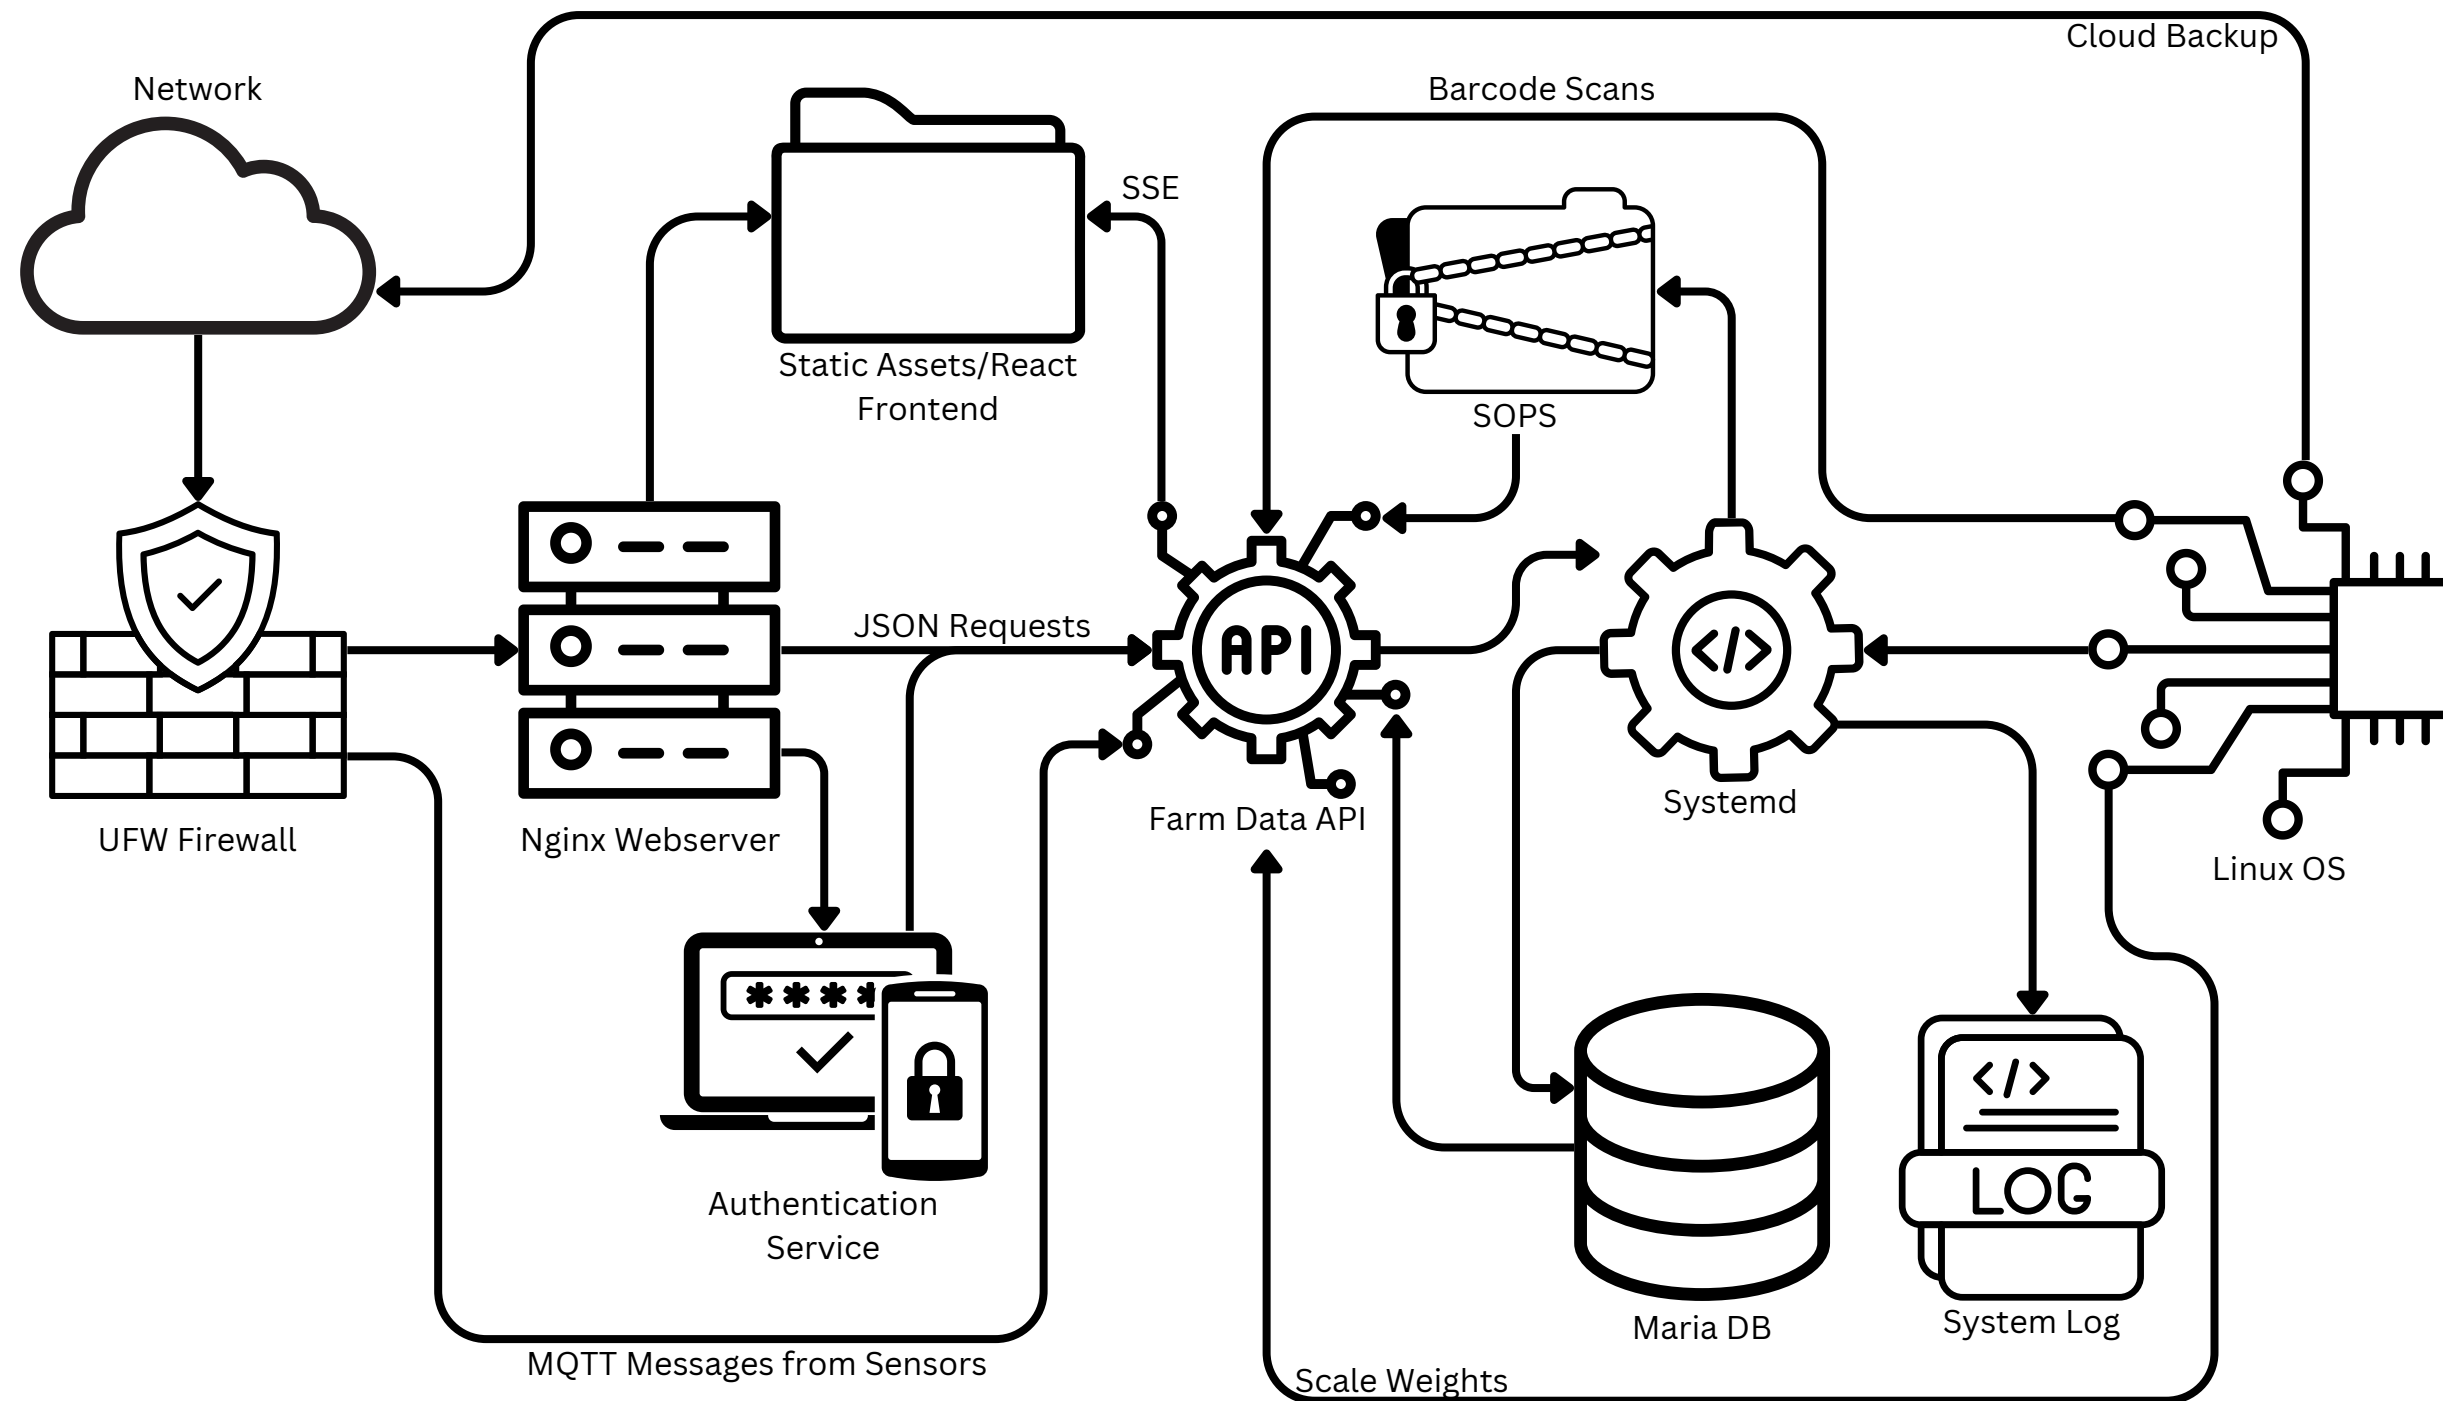 Cloud Backup
Network
Barcode Scans
SSE
Static Assets/React
Frontend
SOPS
JSON Requests
API
</>
UFW Firewall
Nginx Webserver
Farm Data API
Systemd
Linux OS
****
</>
LOG
Authentication
Service
Maria DB
System Log
MQTT Messages from Sensors
Scale Weights